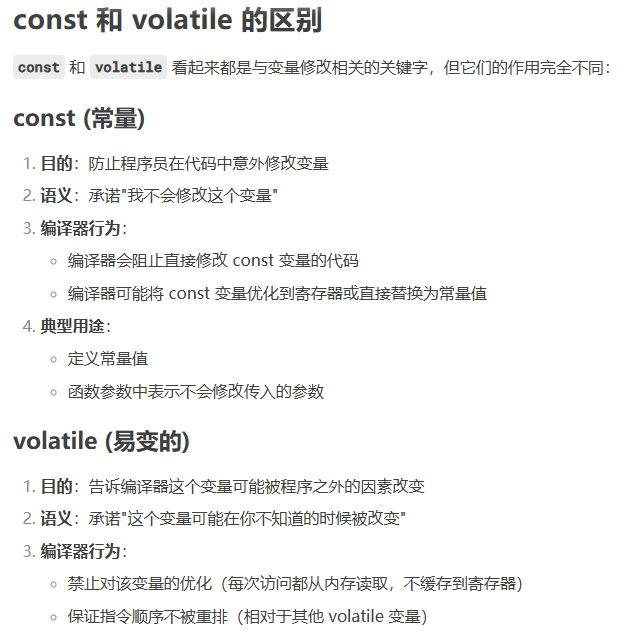 const 和 volatile 的区别
const 和 volatile 看起来都是与变量修改相关的关键字，但它们的作用完全不同：
const (常量)
1. 目的：防止程序员在代码中意外修改变量
2. 语义：承诺"我不会修改这个变量"
3. 编译器行为：
◦ 编译器会阻止直接修改 const 变量的代码
◦ 编译器可能将 const 变量优化到寄存器或直接替换为常量值
4. 典型用途：
◦ 定义常量值
◦ 函数参数中表示不会修改传入的参数
volatile (易变的)
1. 目的：告诉编译器这个变量可能被程序之外的因素改变
2. 语义：承诺"这个变量可能在你不知道的时候被改变"
3. 编译器行为：
◦ 禁止对该变量的优化（每次访问都从内存读取，不缓存到寄存器）
◦ 保证指令顺序不被重排（相对于其他 volatile 变量）